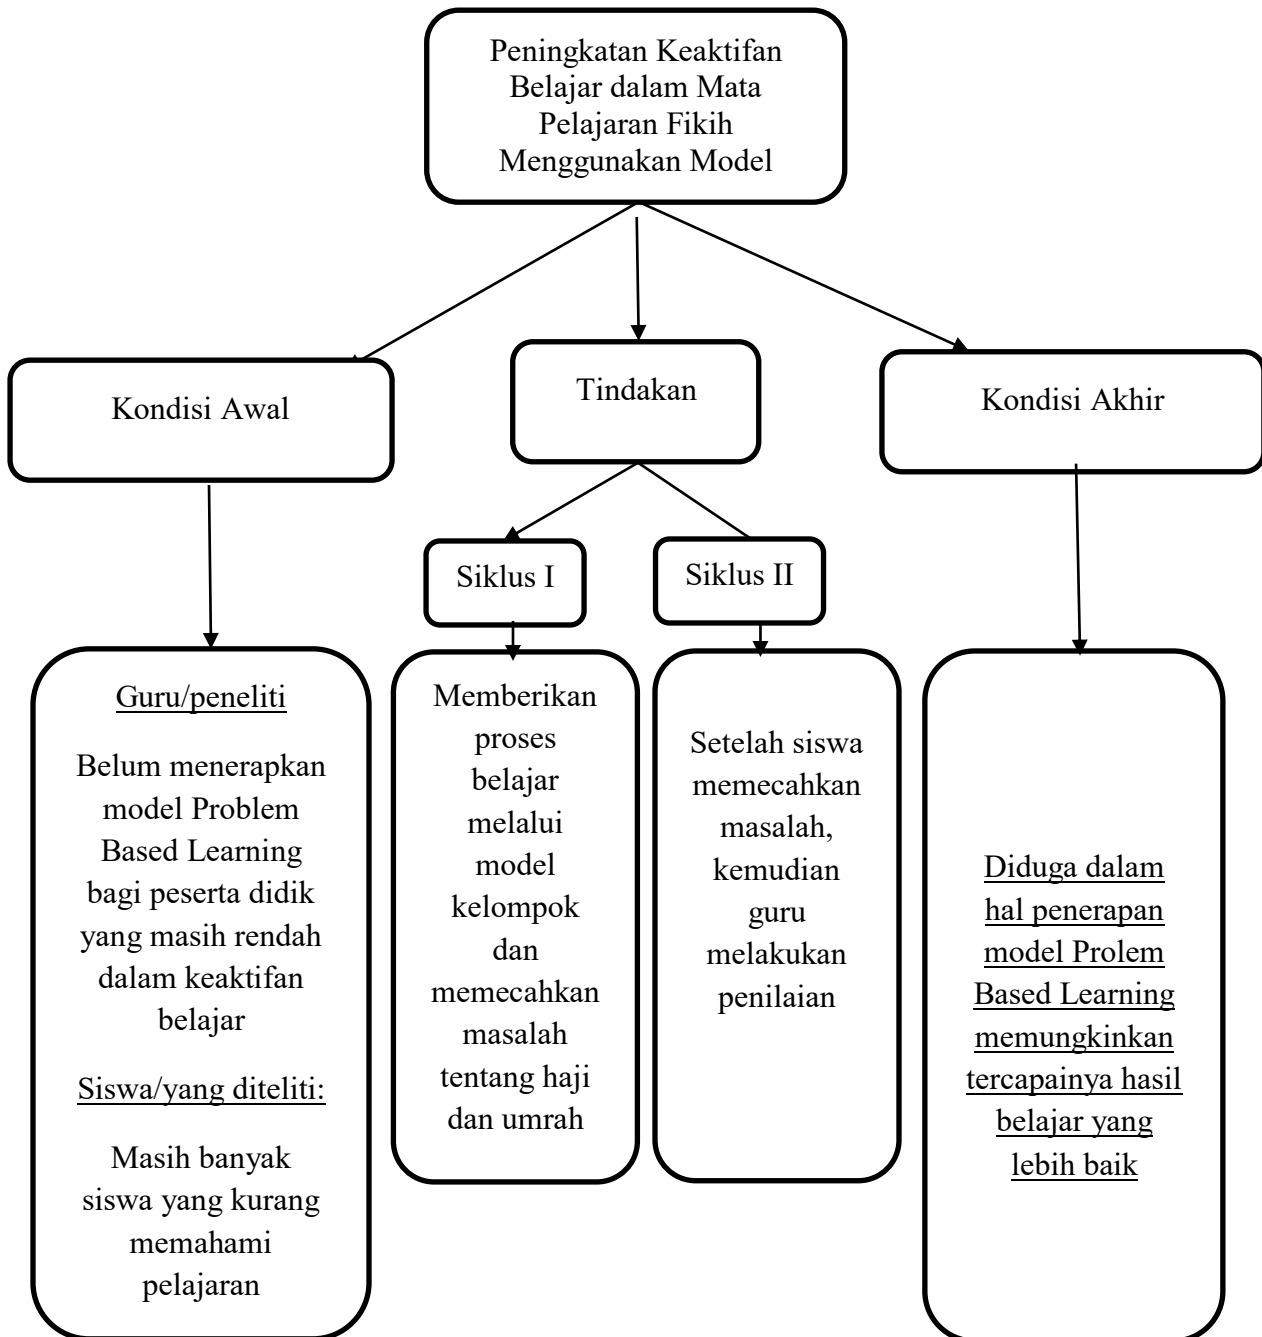 Peningkatan Keaktifan
Belajar dalam Mata
Pelajaran Fikih
Menggunakan Model
Kondisi Awal
Tindakan
Kondisi Akhir
Siklus I
Siklus II
Guru/peneliti
Belum menerapkan
model Problem
Based Learning
bagi peserta didik
yang masih rendah
dalam keaktifan
belajar
Siswa/yang diteliti:
Masih banyak
siswa yang kurang
memahami
pelajaran
Memberikan
proses
belajar
melalui
model
kelompok
dan
memecahkan
masalah
tentang haji
dan umrah
Setelah siswa
memecahkan
masalah,
kemudian
guru
melakukan
penilaian
Diduga dalam
hal penerapan
model Prolem
Based Learning
memungkinkan
tercapainya hasil
belajar yang
lebih baik